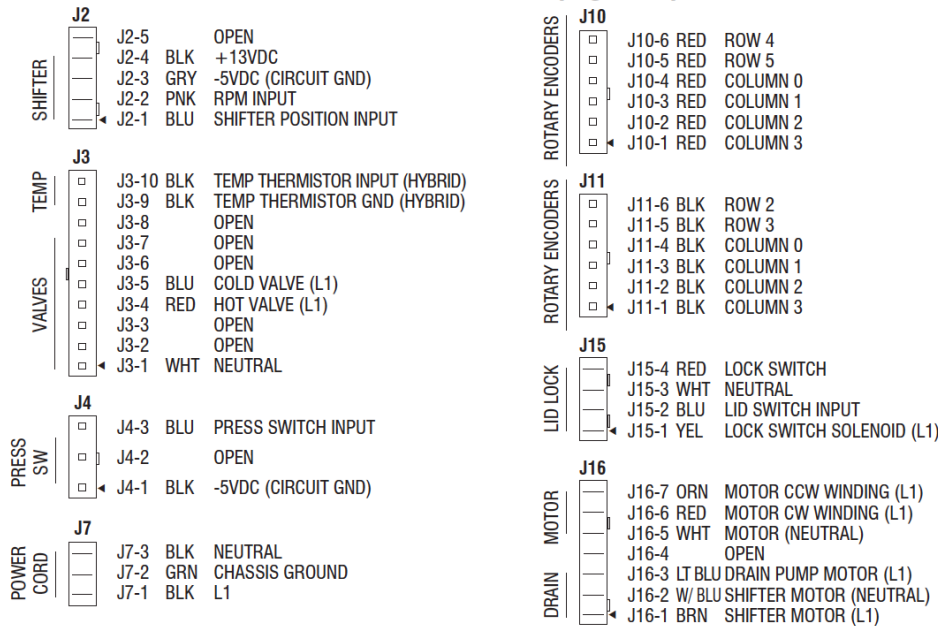 J2
SHIFTER
J2-5 OPEN
J2-4 BLK +13VDC
J2-3 GRY -5VDC (CIRCUIT GND)
J2-2 PNK RPM INPUT
J2-1 BLU SHIFTER POSITION INPUT
J3
TEMP
J3-10 BLK TEMP THERMISTOR INPUT (HYBRID)
J3-9 BLK TEMP THERMISTOR GND (HYBRID)
VALVES
J3-8 OPEN
J3-7 OPEN
J3-6 OPEN
J3-5 BLU COLD VALVE (L1)
J3-4 RED HOT VALVE (L1)
J3-3 OPEN
J3-2 OPEN
J3-1 WHT NEUTRAL
J4
PRESS
SW
J4-3 BLU PRESS SWITCH INPUT
J4-2 OPEN
J4-1 BLK -5VDC (CIRCUIT GND)
J7
POWER
CORD
J7-3 BLK NEUTRAL
J7-2 GRN CHASSIS GROUND
J7-1 BLK L1
J10
ROTARY ENCODERS
J10-6 RED ROW 4
J10-5 RED ROW 5
J10-4 RED COLUMN 0
J10-3 RED COLUMN 1
J10-2 RED COLUMN 2
J10-1 RED COLUMN 3
J11
ROTARY ENCODERS
J11-6 BLK ROW 2
J11-5 BLK ROW 3
J11-4 BLK COLUMN 0
J11-3 BLK COLUMN 1
J11-2 BLK COLUMN 2
J11-1 BLK COLUMN 3
J15
LID LOCK
J15-4 RED LOCK SWITCH
J15-3 WHT NEUTRAL
J15-2 BLU LID SWITCH INPUT
J15-1 YEL LOCK SWITCH SOLENOID (L1)
J16
MOTOR
J16-7 ORN MOTOR CCW WINDING (L1)
J16-6 RED MOTOR CW WINDING (L1)
J16-5 WHT MOTOR (NEUTRAL)
J16-4 OPEN
DRAIN
J16-3 LT BLU DRAIN PUMP MOTOR (L1)
J16-2 W/ BLU SHIFTER MOTOR (NEUTRAL)
J16-1 BRN SHIFTER MOTOR (L1)